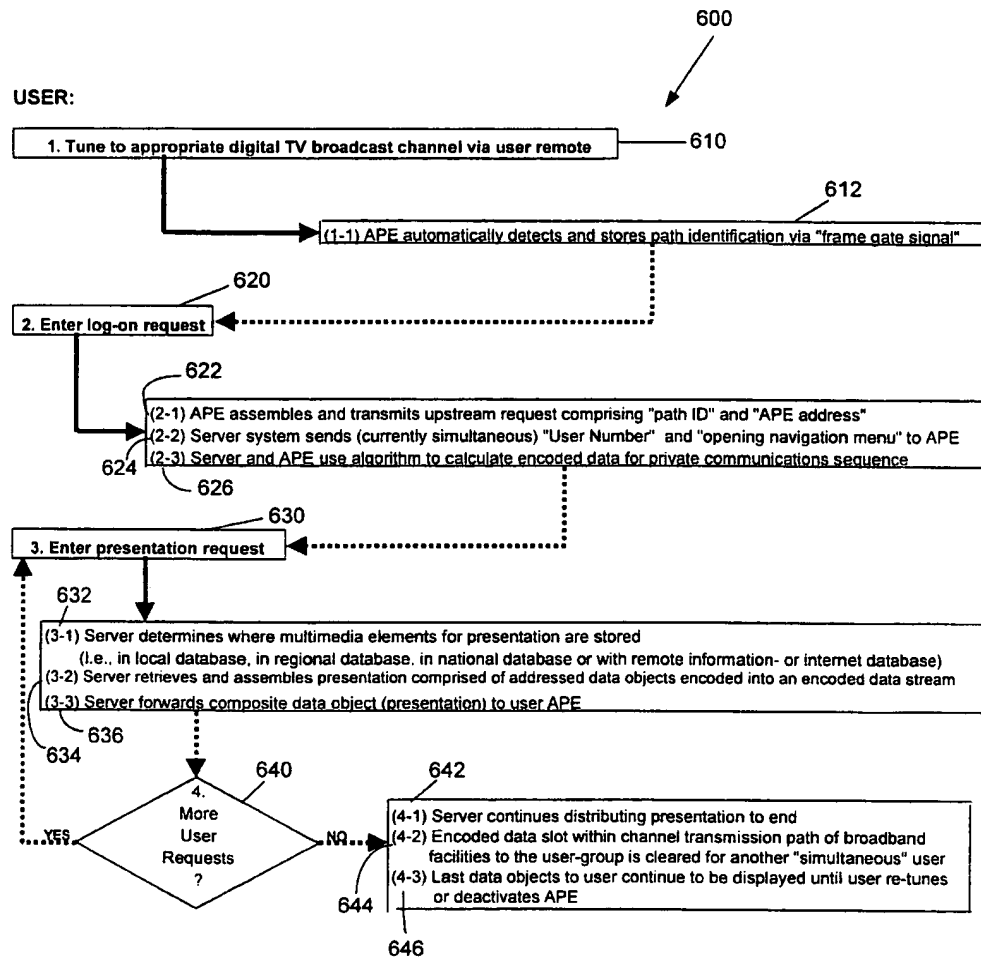 600
USER:
1. Tune to appropriate digital TV broadcast channel via user remote
610
612
(1-1) APE automatically detects and stores path identification via "frame gate signal"
620
2. Enter log-on request
622
(2-1) APE assembles and transmits upstream request comprising "path ID" and "APE address"
(2-2) Server system sends (currently simultaneous) "User Number" and "opening navigation menu" to APE
624
(2-3) Server and APE use algorithm to calculate encoded data for private communications sequence
626
630
3. Enter presentation request
632
(3-1) Server determines where multimedia elements for presentation are stored
(I.e., in local database, in regional database, in national database or with remote information- or internet database)
(3-2) Server retrieves and assembles presentation comprised of addressed data objects encoded into an encoded data stream
(3-3) Server forwards composite data object (presentation) to user APE
634
636
640
4.
More
User
Requests
?
YES
NO
642
(4-1) Server continues distributing presentation to end
(4-2) Encoded data slot within channel transmission path of broadband
facilities to the user-group is cleared for another "simultaneous" user
(4-3) Last data objects to user continue to be displayed until user re-tunes
or deactivates APE
644
646